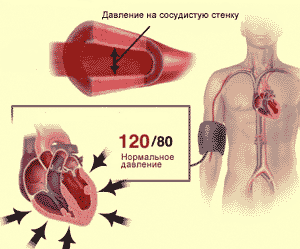 Давление на сосудистую стенку
120/80
Нормальное
давление